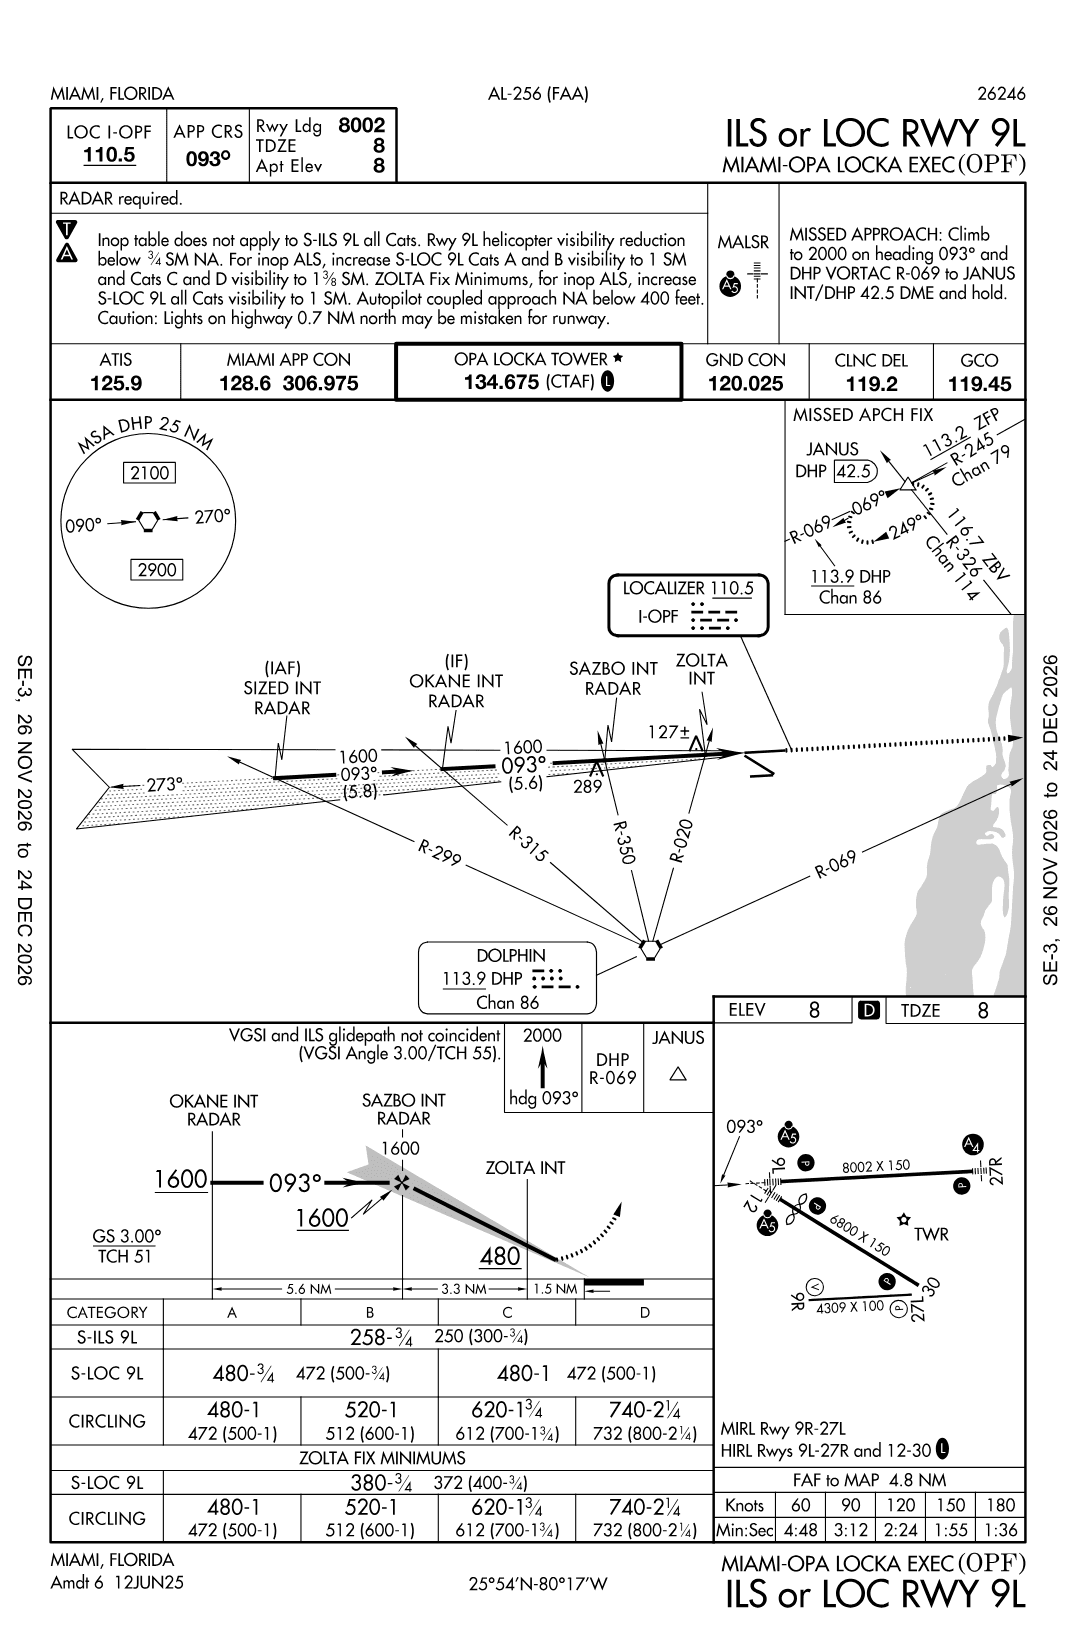 MIAMI, FLORIDA
AL-256 (FAA)
26246
LOC I-OPF
110.5
APP CRS
093°
Rwy Ldg 8002
TDZE 8
Apt Elev 8
ILS or LOC RWY 9L
MIAMI-OPA LOCKA EXEC (OPF)
RADAR required.
T
A
Inop table does not apply to S-ILS 9L all Cats. Rwy 9L helicopter visibility reduction
below ¾ SM NA. For inop ALS, increase S-LOC 9L Cats A and B visibility to 1 SM
and Cats C and D visibility to 1⅜ SM. ZOLTA Fix Minimums, for inop ALS, increase
S-LOC 9L all Cats visibility to 1 SM. Autopilot coupled approach NA below 400 feet.
Caution: Lights on highway 0.7 NM north may be mistaken for runway.
MALSR
A5
MISSED APPROACH: Climb
to 2000 on heading 093° and
DHP VORTAC R-069 to JANUS
INT/DHP 42.5 DME and hold.
ATIS
125.9
MIAMI APP CON
128.6 306.975
OPA LOCKA TOWER ★
134.675 (CTAF) L
GND CON
120.025
CLNC DEL
119.2
GCO
119.45
MSA DHP 25 NM
2100
090°
270°
2900
MISSED APCH FIX
JANUS
DHP 42.5
113.2 ZFP
R-245
Chan 79
R-069
069°
249°
116.7 ZBV
R-326
Chan 114
113.9 DHP
Chan 86
LOCALIZER 110.5
I-OPF
(IAF)
SIZED INT
RADAR
(IF)
OKANE INT
RADAR
SAZBO INT
RADAR
ZOLTA
INT
127±
289
273°
1600
093°
(5.8)
1600
093°
(5.6)
R-299
R-315
R-350
R-020
R-069
DOLPHIN
113.9 DHP
Chan 86
SE-3, 26 NOV 2026 to 24 DEC 2026
SE-3, 26 NOV 2026 to 24 DEC 2026
VGSI and ILS glidepath not coincident
(VGSI Angle 3.00/TCH 55).
2000
hdg 093°
DHP
R-069
JANUS
OKANE INT
RADAR
SAZBO INT
RADAR
1600
ZOLTA INT
1600
093°
1600
480
GS 3.00°
TCH 51
5.6 NM
3.3 NM
1.5 NM
ELEV 8
D
TDZE 8
093°
A5
P
9L
8002 X 150
A4
27R
P
12
A5
P
6800 X 150
TWR
P
30
V
9R
4309 X 100
P
27L
MIRL Rwy 9R-27L
HIRL Rwys 9L-27R and 12-30 L
FAF to MAP 4.8 NM
Knots 60 90 120 150 180
Min:Sec 4:48 3:12 2:24 1:55 1:36
CATEGORY A B C D
S-ILS 9L 258-¾ 250 (300-¾)
S-LOC 9L 480-¾ 472 (500-¾) 480-1 472 (500-1)
CIRCLING
480-1 520-1 620-1¾ 740-2¼
472 (500-1) 512 (600-1) 612 (700-1¾) 732 (800-2¼)
ZOLTA FIX MINIMUMS
S-LOC 9L 380-¾ 372 (400-¾)
CIRCLING
480-1 520-1 620-1¾ 740-2¼
472 (500-1) 512 (600-1) 612 (700-1¾) 732 (800-2¼)
MIAMI, FLORIDA
Amdt 6 12JUN25
25°54'N-80°17'W
MIAMI-OPA LOCKA EXEC (OPF)
ILS or LOC RWY 9L